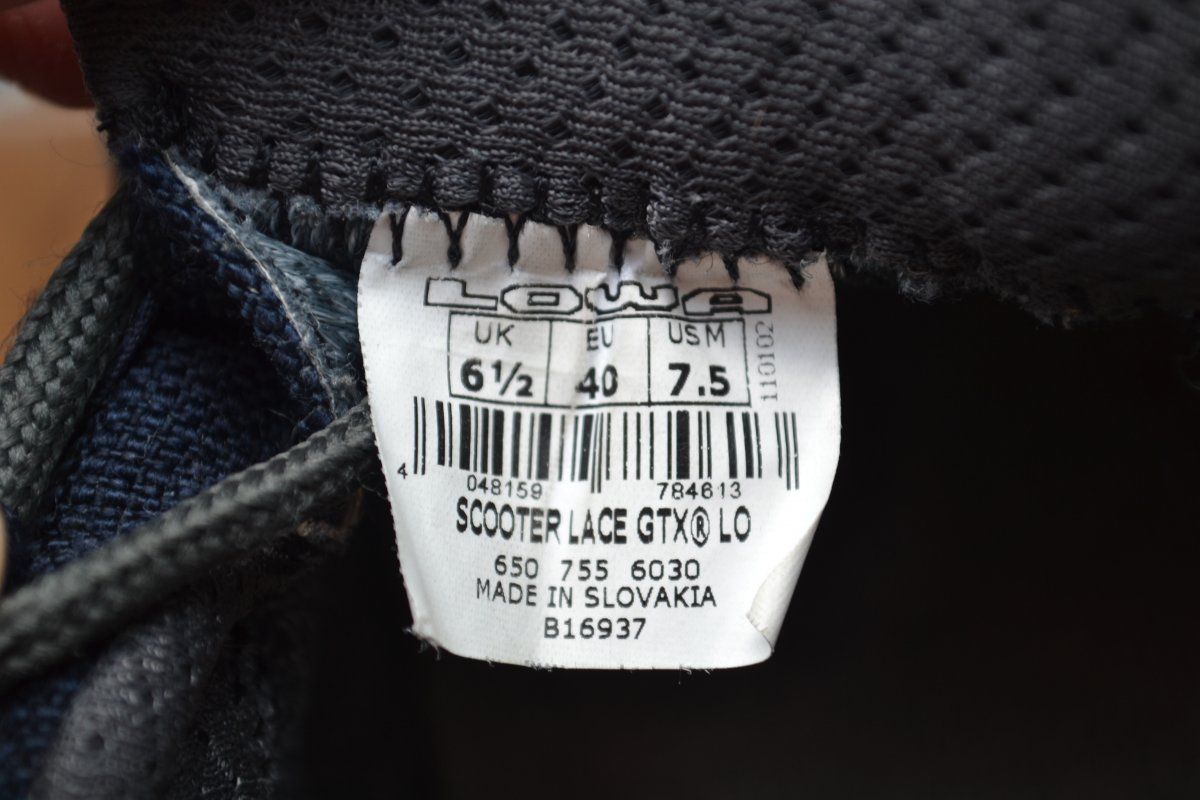 LOWA
UK EU US M
6½ 40 7.5
110102
4 048159 784613
SCOOTER LACE GTX® LO
650 755 6030
MADE IN SLOVAKIA
B16937